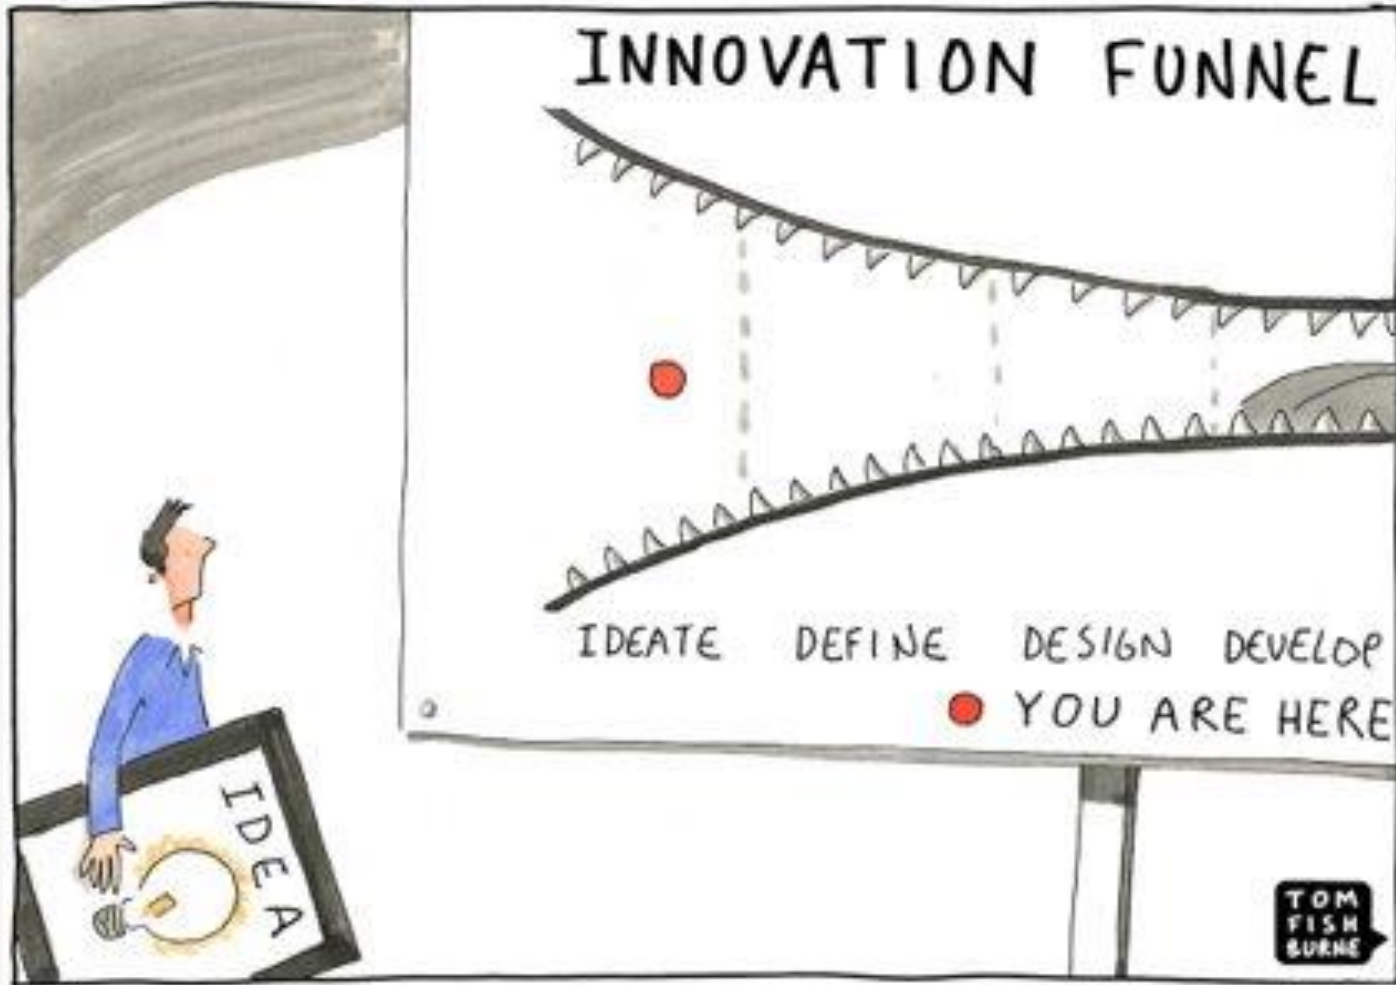 INNOVATION FUNNEL
IDEATE DEFINE DESIGN DEVELOP
YOU ARE HERE
IDEA
TOM
FISH
BURNE